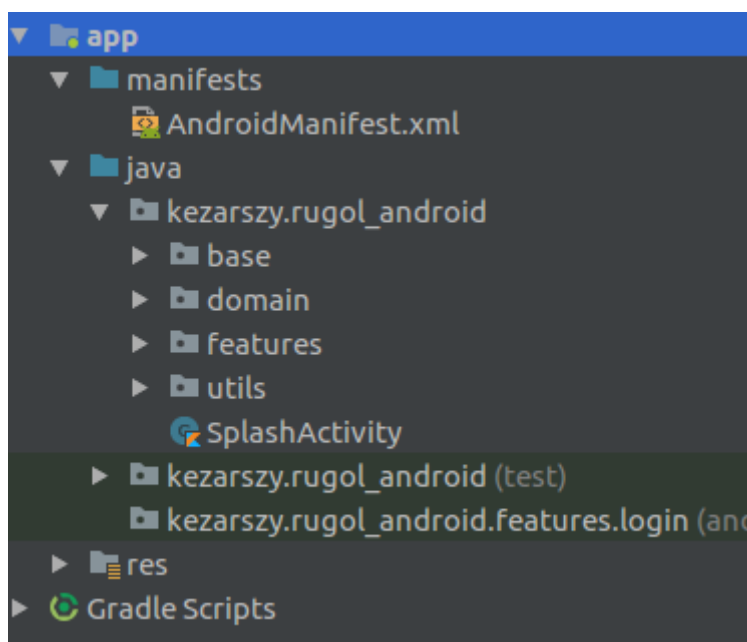 app
manifests
AndroidManifest.xml
java
kezarszy.rugol_android
base
domain
features
utils
SplashActivity
kezarszy.rugol_android (test)
kezarszy.rugol_android.features.login
res
Gradle Scripts